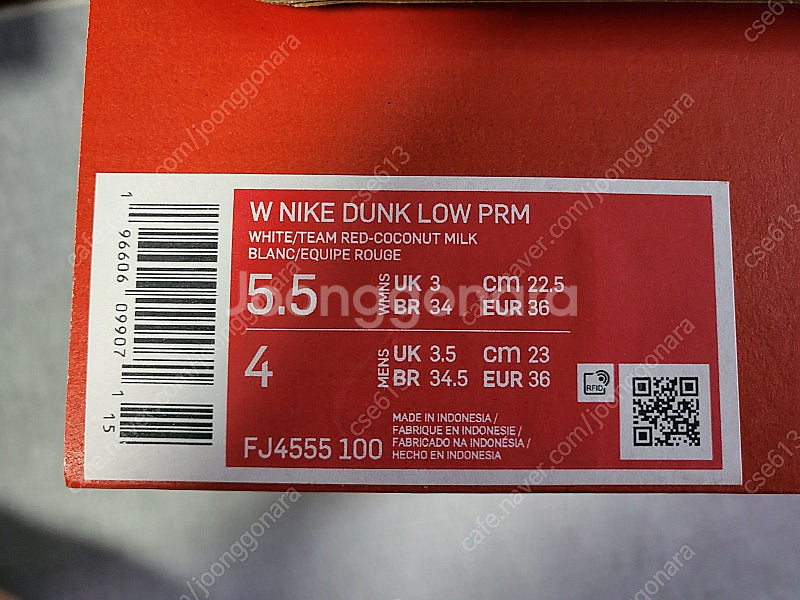 W NIKE DUNK LOW PRM
WHITE/TEAM RED-COCONUT MILK
BLANC/EQUIPE ROUGE
5.5 WMNS UK 3 cm 22.5
BR 34 EUR 36
4 MENS UK 3.5 cm 23
BR 34.5 EUR 36
RFID
FJ4555 100
MADE IN INDONESIA /
FABRIQUE EN INDONESIE /
FABRICADO NA INDONÉSIA /
HECHO EN INDONESIA
1 96606 09907 1 15
Joonggonara
cafe.naver.com/joonggonara
cse613